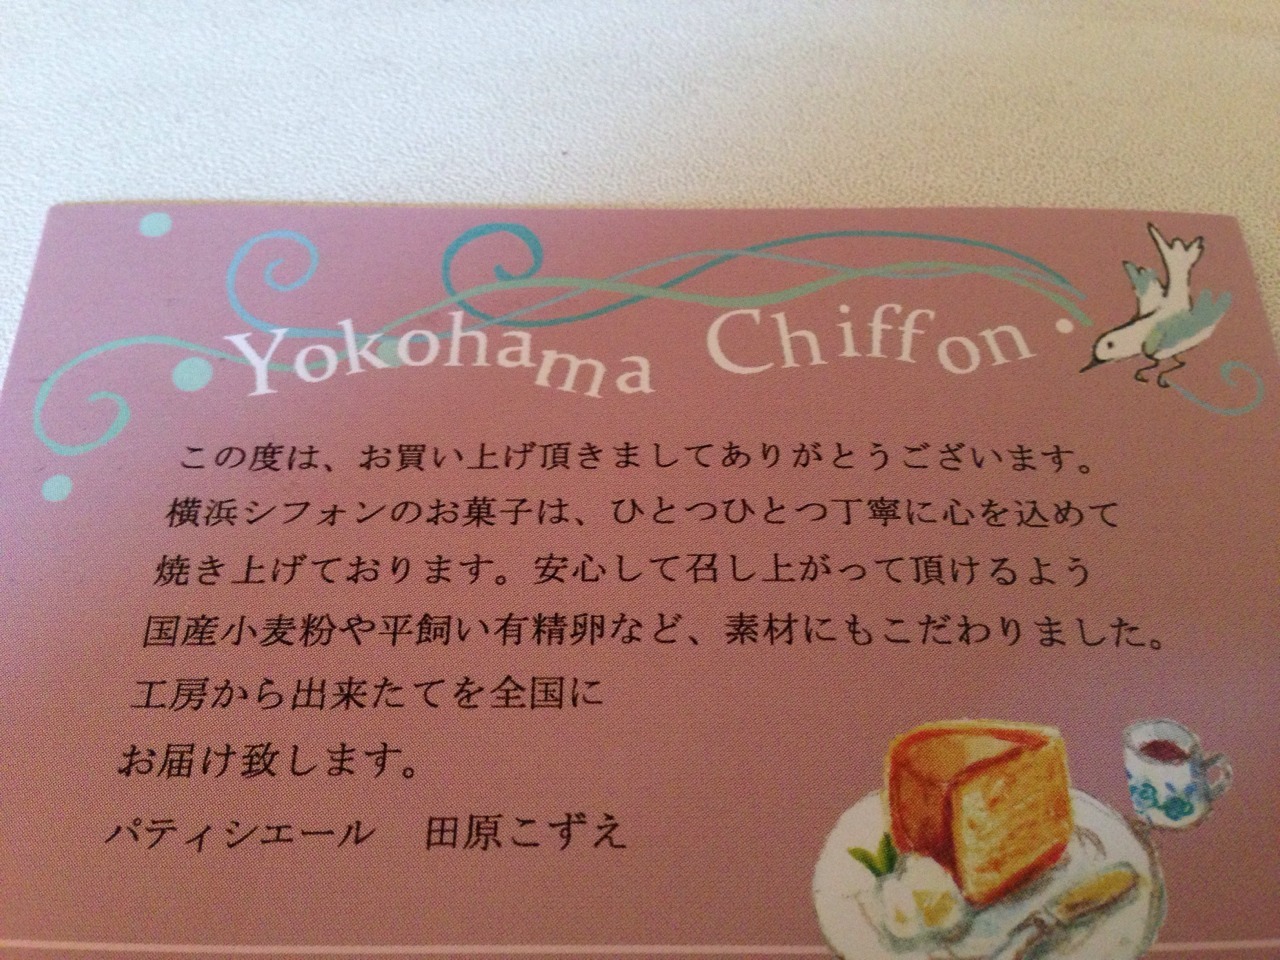 Yokohama Chiffon
この度は、お買い上げ頂きましてありがとうございます。
横浜シフォンのお菓子は、ひとつひとつ丁寧に心を込めて
焼き上げております。安心して召し上がって頂けるよう
国産小麦粉や平飼い有精卵など、素材にもこだわりました。
工房から出来たてを全国に
お届け致します。
パティシエール　田原こずえ